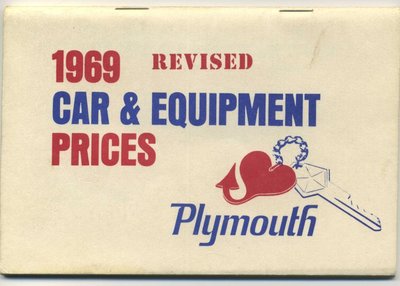 1969 REVISED
CAR & EQUIPMENT
PRICES
Plymouth